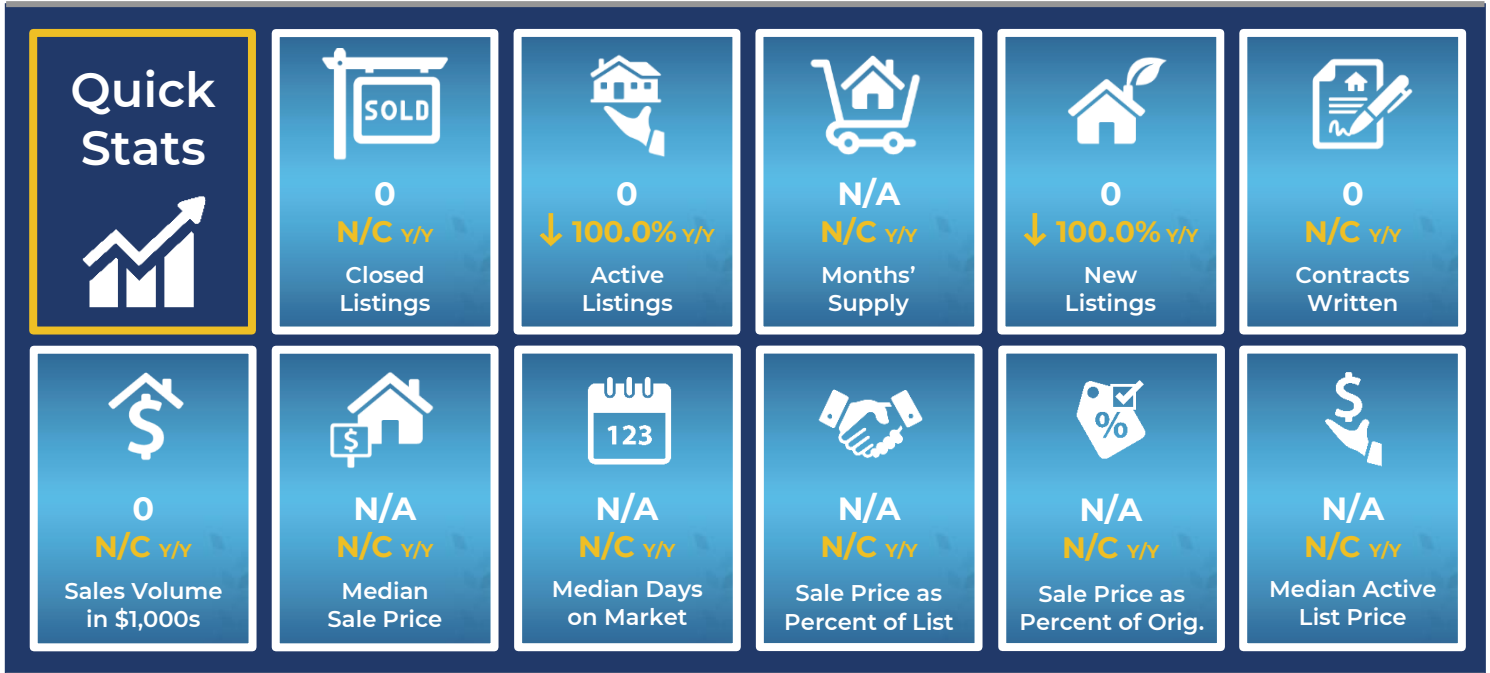 Quick
Stats
SOLD
0
N/C Y/Y
Closed
Listings
0
↓ 100.0% Y/Y
Active
Listings
N/A
N/C Y/Y
Months’
Supply
0
↓ 100.0% Y/Y
New
Listings
0
N/C Y/Y
Contracts
Written
$
0
N/C Y/Y
Sales Volume
in $1,000s
$
N/A
N/C Y/Y
Median
Sale Price
123
N/A
N/C Y/Y
Median Days
on Market
N/A
N/C Y/Y
Sale Price as
Percent of List
%
N/A
N/C Y/Y
Sale Price as
Percent of Orig.
$
N/A
N/C Y/Y
Median Active
List Price